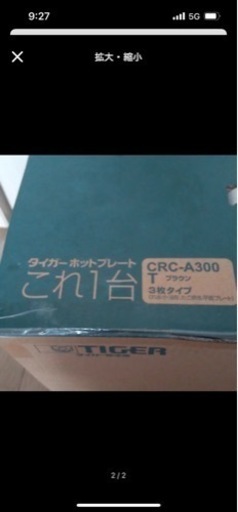 9:27
5G
拡大・縮小
タイガーホットプレート
これ1台
CRC-A300
T ブラウン
3枚タイプ
TIGER
2/2